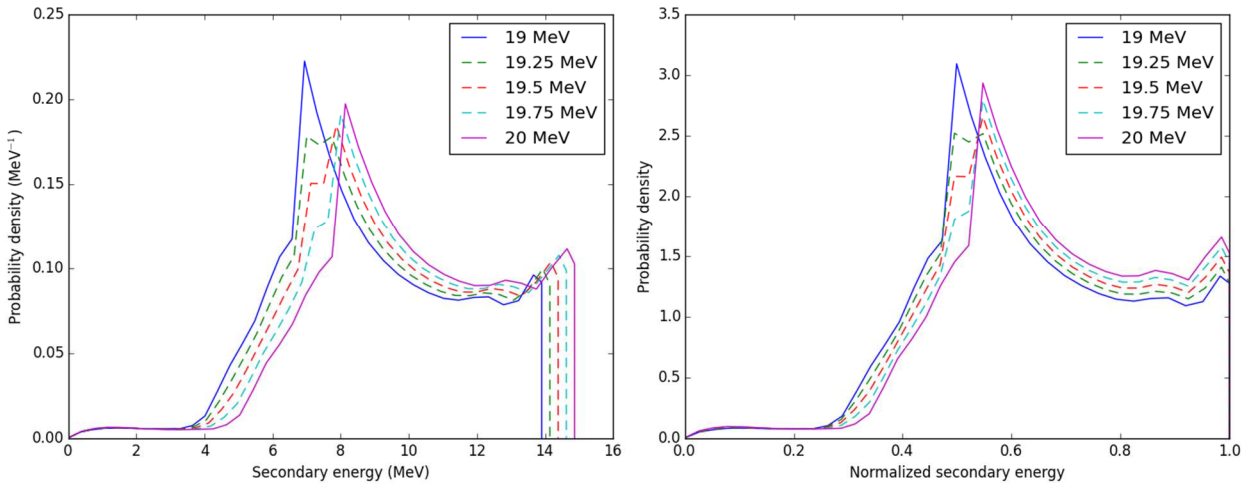 0.25
0.20
0.15
0.10
0.05
0.00
Probability density (MeV⁻¹)
0 2 4 6 8 10 12 14 16
Secondary energy (MeV)
19 MeV
19.25 MeV
19.5 MeV
19.75 MeV
20 MeV
3.5
3.0
2.5
2.0
1.5
1.0
0.5
0.0
Probability density
0.0 0.2 0.4 0.6 0.8 1.0
Normalized secondary energy
19 MeV
19.25 MeV
19.5 MeV
19.75 MeV
20 MeV